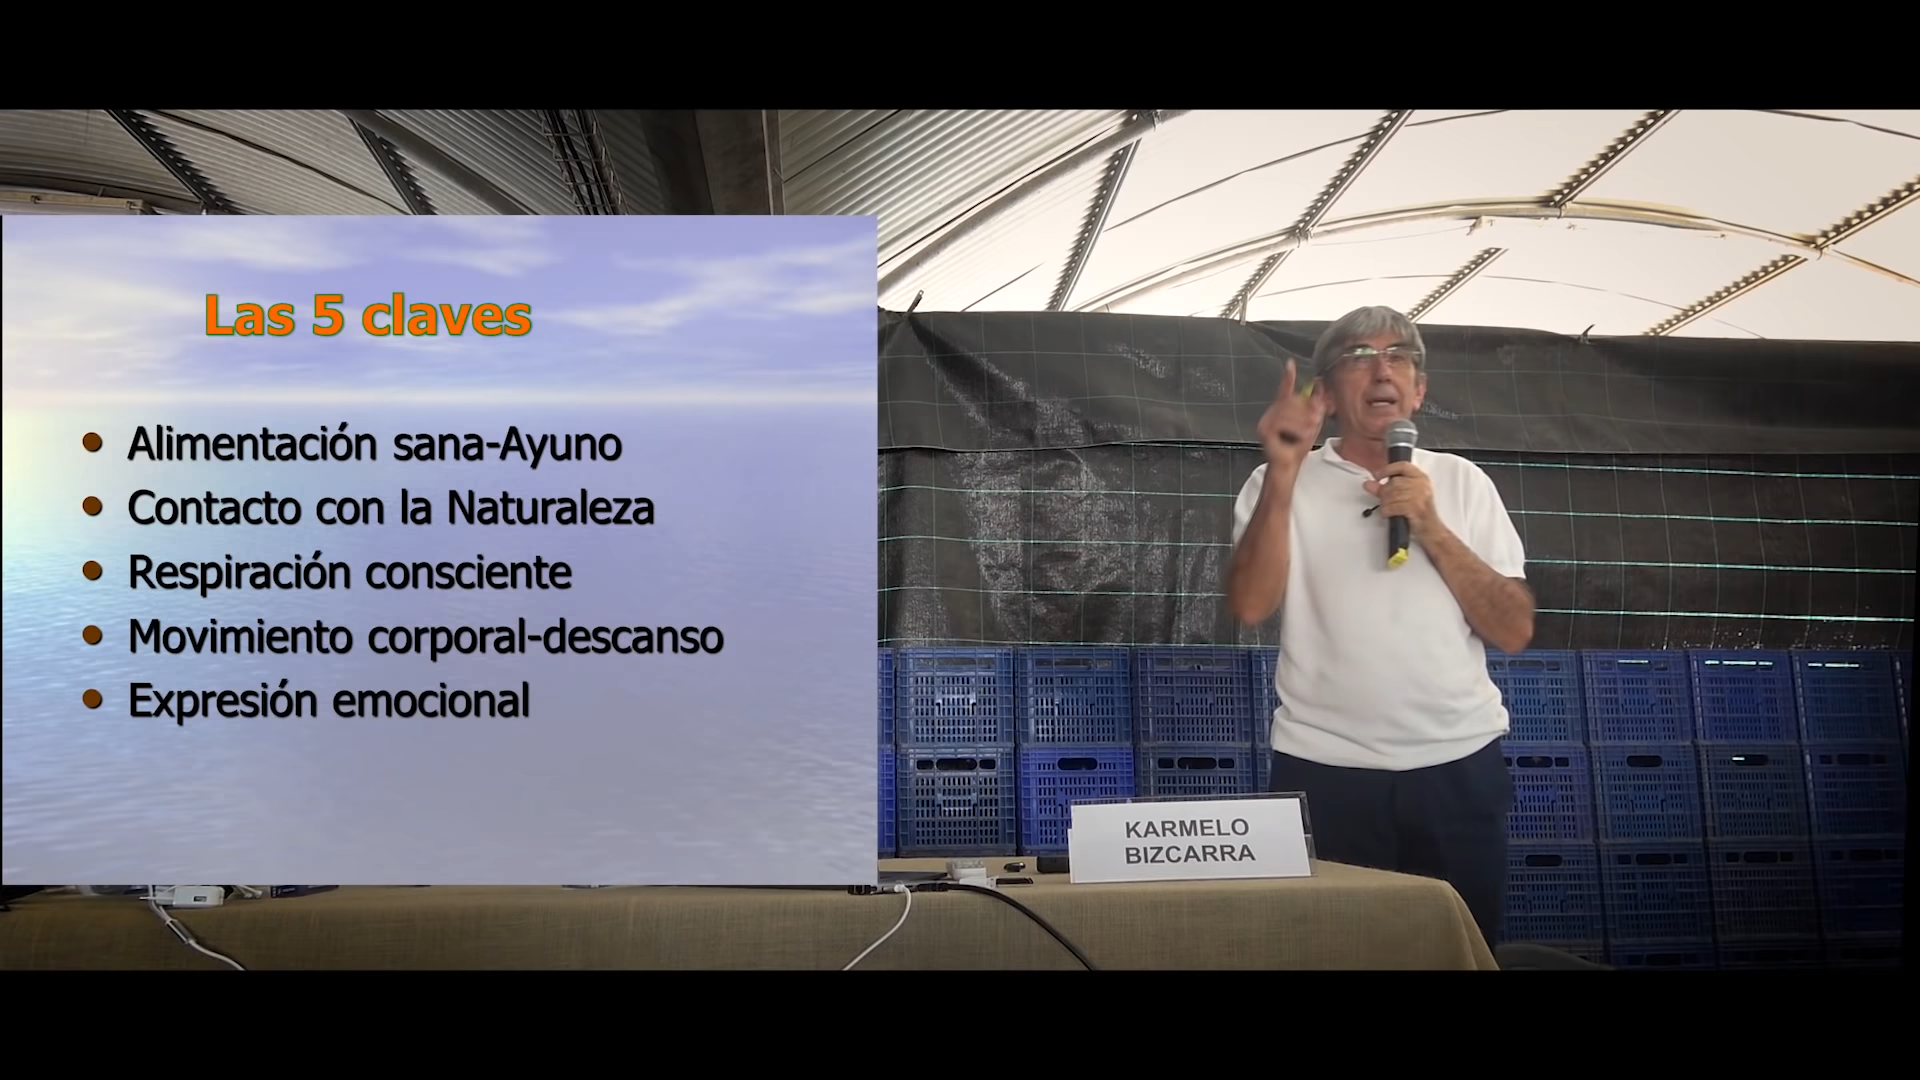 Las 5 claves
Alimentación sana-Ayuno
Contacto con la Naturaleza
Respiración consciente
Movimiento corporal-descanso
Expresión emocional
KARMELO
BIZCARRA